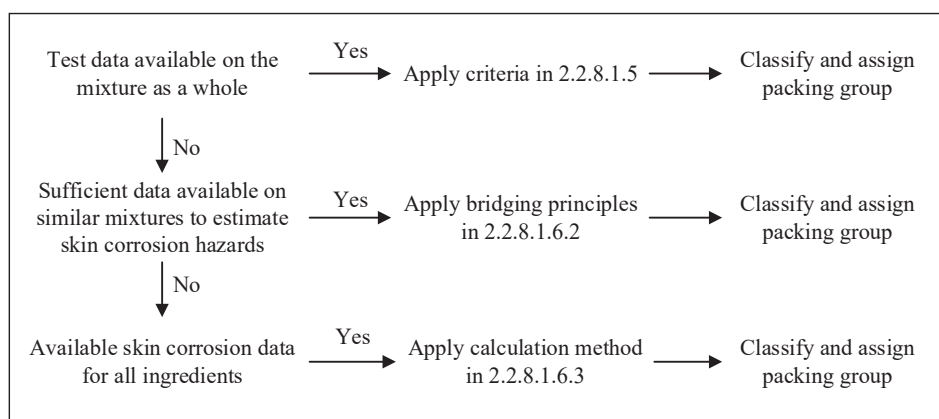 Test data available on the
mixture as a whole
Yes
Apply criteria in 2.2.8.1.5
Classify and assign
packing group
No
Sufficient data available on
similar mixtures to estimate
skin corrosion hazards
Yes
Apply bridging principles
in 2.2.8.1.6.2
Classify and assign
packing group
No
Available skin corrosion data
for all ingredients
Yes
Apply calculation method
in 2.2.8.1.6.3
Classify and assign
packing group